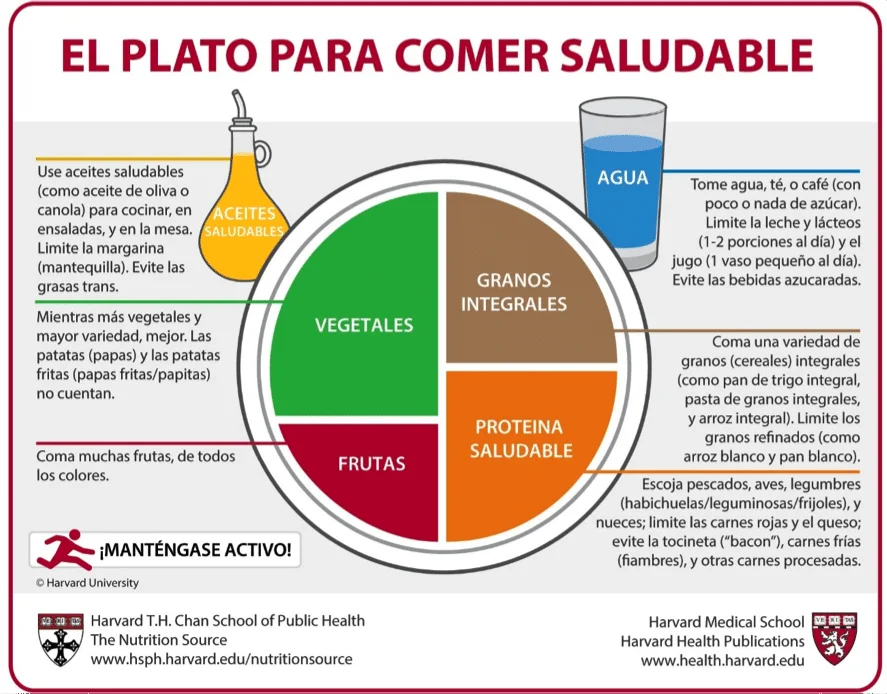 EL PLATO PARA COMER SALUDABLE
Use aceites saludables
(como aceite de oliva o
canola) para cocinar, en
ensaladas, y en la mesa.
Limite la margarina
(mantequilla). Evite las
grasas trans.
ACEITES
SALUDABLES
AGUA
Tome agua, té, o café (con
poco o nada de azúcar).
Limite la leche y lácteos
(1-2 porciones al día) y el
jugo (1 vaso pequeño al día).
Evite las bebidas azucaradas.
Mientras más vegetales y
mayor variedad, mejor. Las
patatas (papas) y las patatas
fritas (papas fritas/papitas)
no cuentan.
VEGETALES
GRANOS
INTEGRALES
Coma una variedad de
granos (cereales) integrales
(como pan de trigo integral,
pasta de granos integrales,
y arroz integral). Limite los
granos refinados (como
arroz blanco y pan blanco).
Coma muchas frutas, de todos
los colores.
FRUTAS
PROTEINA
SALUDABLE
Escoja pescados, aves, legumbres
(habichuelas/leguminosas/frijoles), y
nueces; limite las carnes rojas y el queso;
evite la tocineta (“bacon”), carnes frías
(fiambres), y otras carnes procesadas.
¡MANTÉNGASE ACTIVO!
© Harvard University
Harvard T.H. Chan School of Public Health
The Nutrition Source
www.hsph.harvard.edu/nutritionsource
Harvard Medical School
Harvard Health Publications
www.health.harvard.edu
VE RI TAS